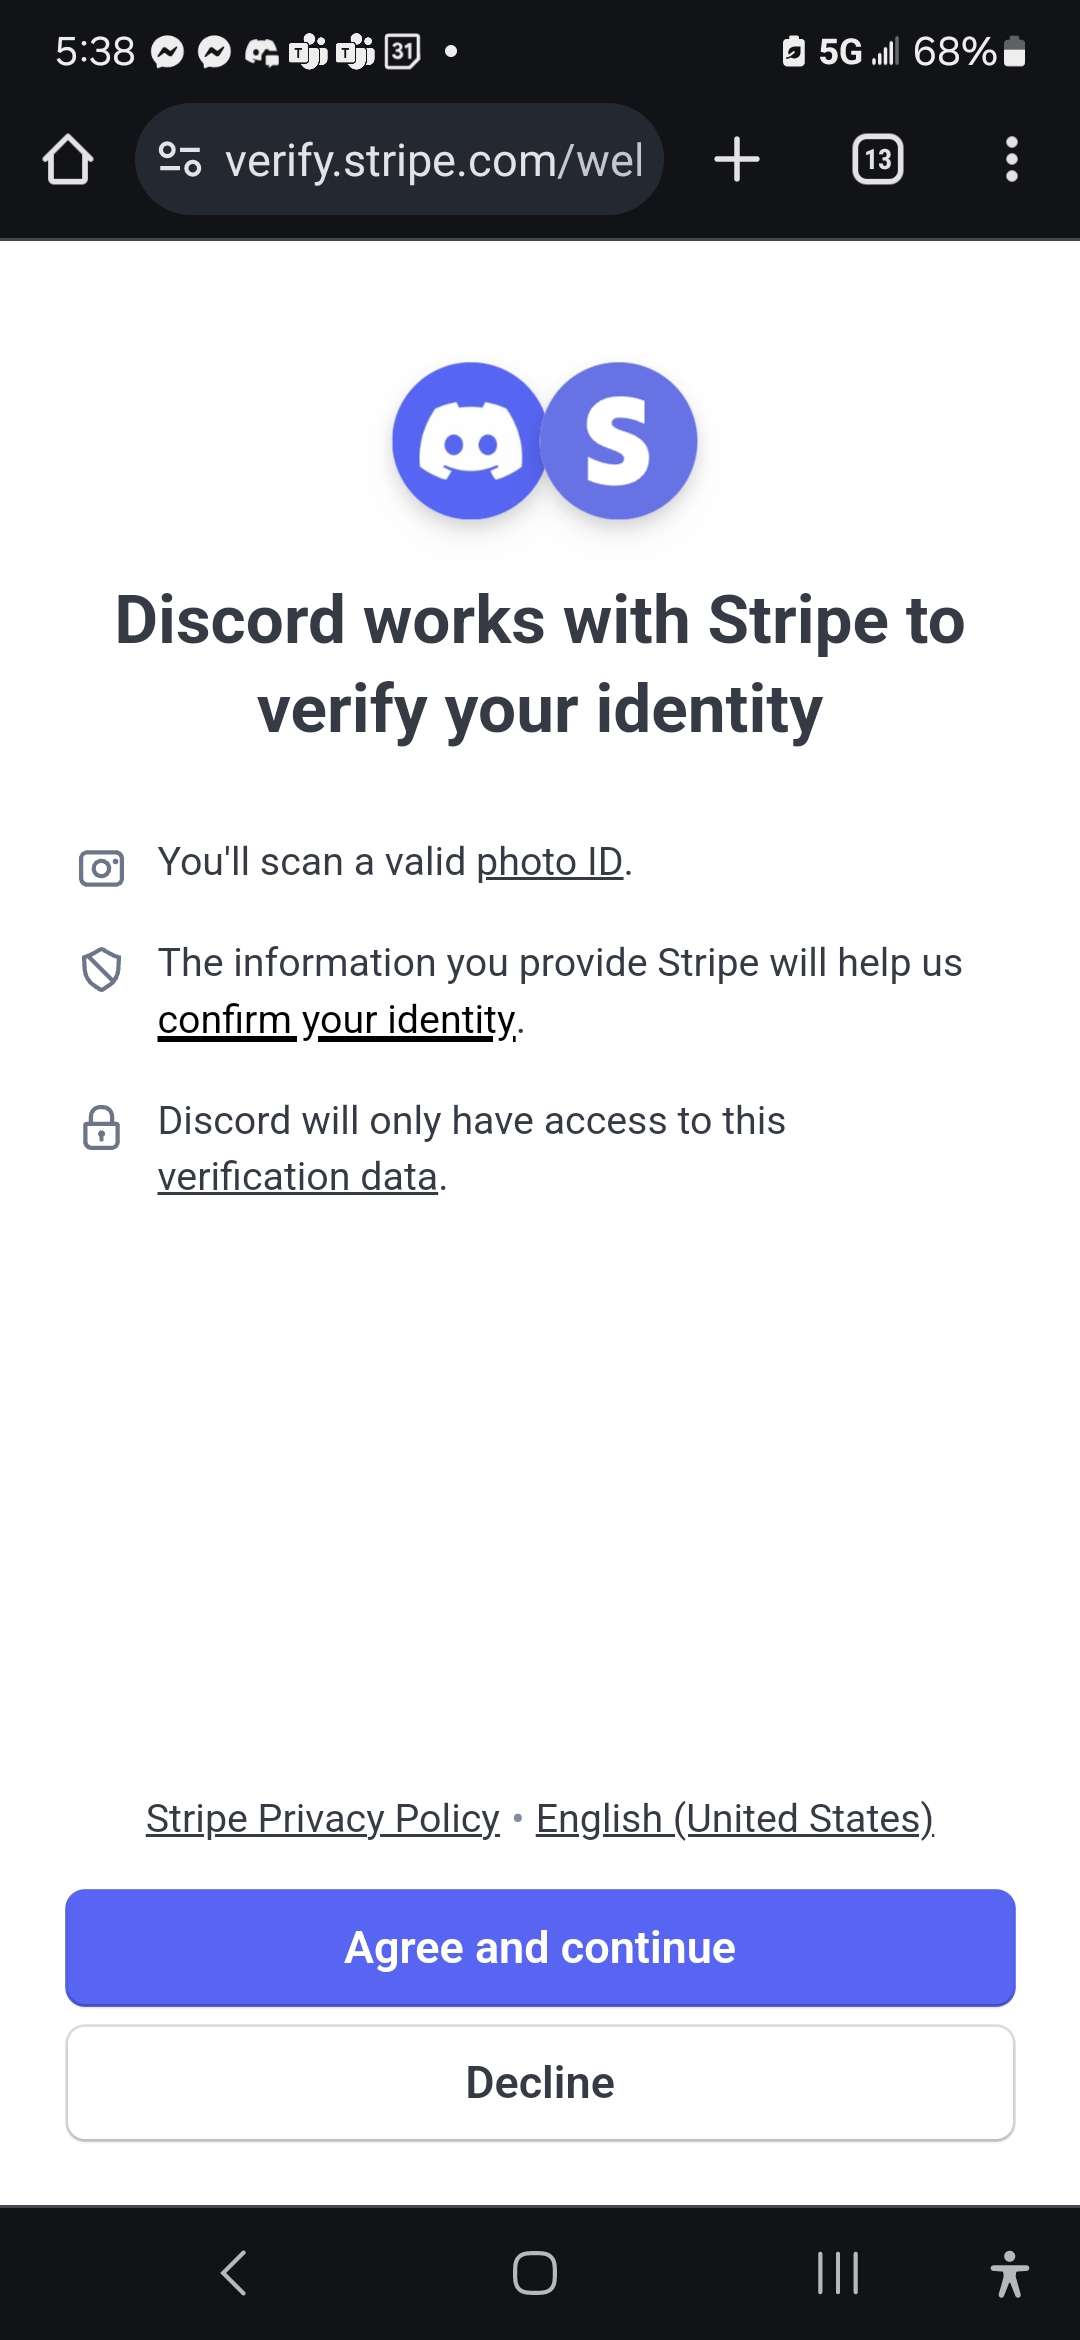 5:38 31 5G 68%
verify.stripe.com/wel 13
Discord works with Stripe to
verify your identity
You'll scan a valid photo ID.
The information you provide Stripe will help us
confirm your identity.
Discord will only have access to this
verification data.
Stripe Privacy Policy • English (United States)
Agree and continue
Decline